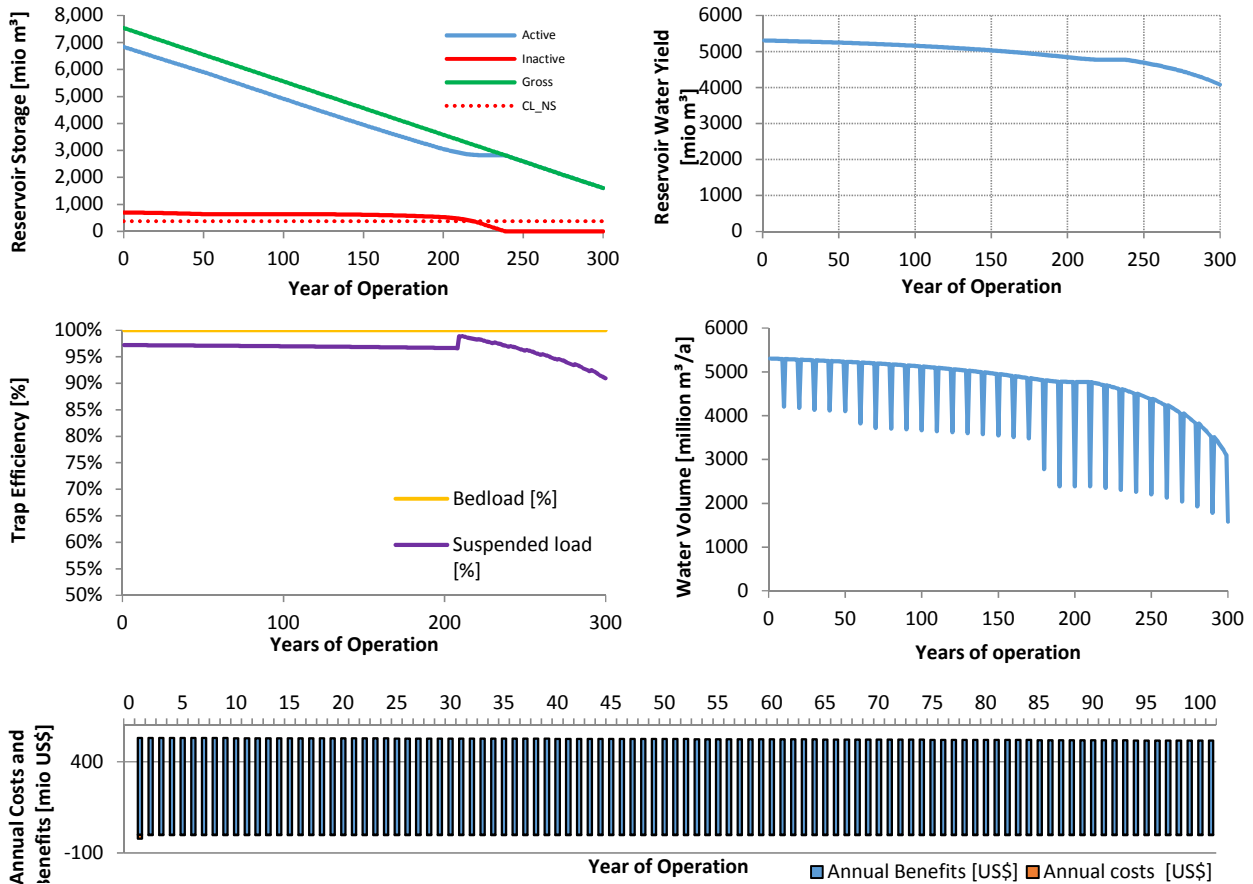 Reservoir Storage [mio m³]
8,000
7,000
6,000
5,000
4,000
3,000
2,000
1,000
0
Active
Inactive
Gross
CL_NS
0 50 100 150 200 250 300
Year of Operation
Reservoir Water Yield
[mio m³]
6000
5000
4000
3000
2000
1000
0
0 50 100 150 200 250 300
Year of Operation
Trap Efficiency [%]
100%
95%
90%
85%
80%
75%
70%
65%
60%
55%
50%
Bedload [%]
Suspended load
[%]
0 100 200 300
Years of Operation
Water Volume [million m³/a]
6000
5000
4000
3000
2000
1000
0
0 50 100 150 200 250 300
Years of operation
Annual Costs and
Benefits [mio US$]
0 5 10 15 20 25 30 35 40 45 50 55 60 65 70 75 80 85 90 95 100
400
-100
Year of Operation
Annual Benefits [US$] Annual costs [US$]